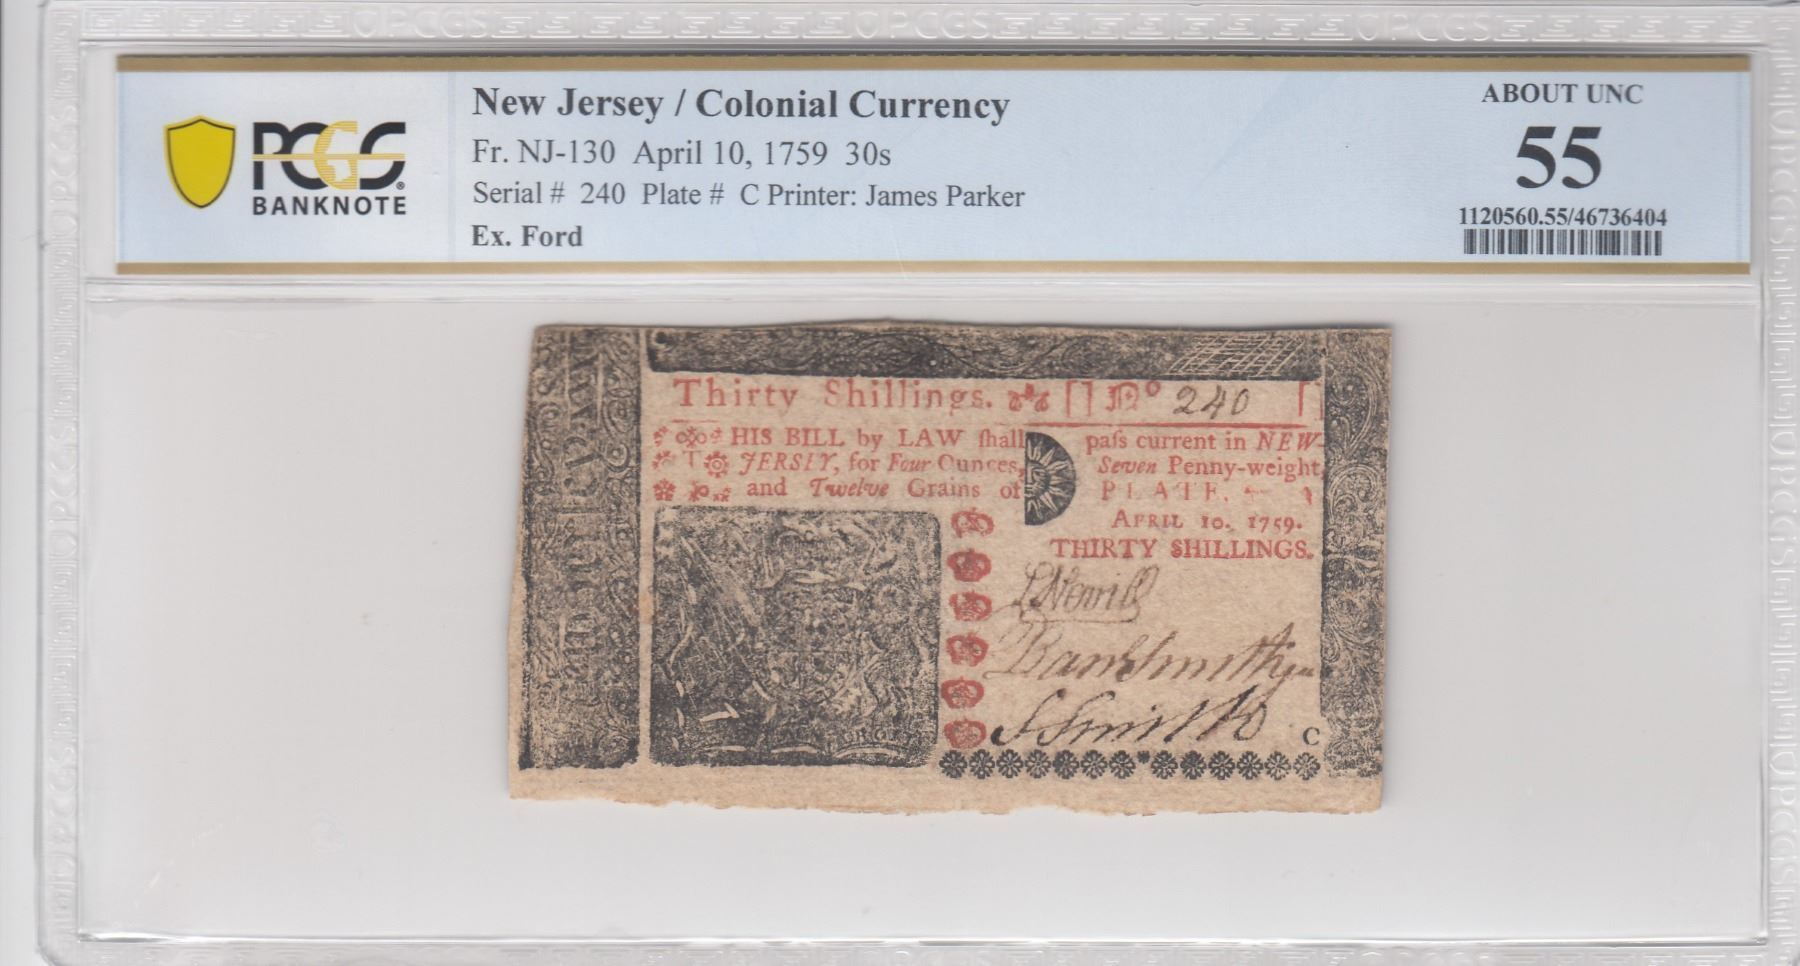 PCGS
BANKNOTE
New Jersey / Colonial Currency
Fr. NJ-130 April 10, 1759 30s
Serial # 240 Plate # C Printer: James Parker
Ex. Ford
ABOUT UNC
55
1120560.55/46736404
Thirty Shillings. [] No 240 []
HIS BILL by LAW ſhall paſs current in NEW-
T JERSEY, for Four Ounces, Seven Penny-weight
and Twelve Grains of PLATE.
APRIL 10. 1759.
THIRTY SHILLINGS.
S Nevill
S Smith
C